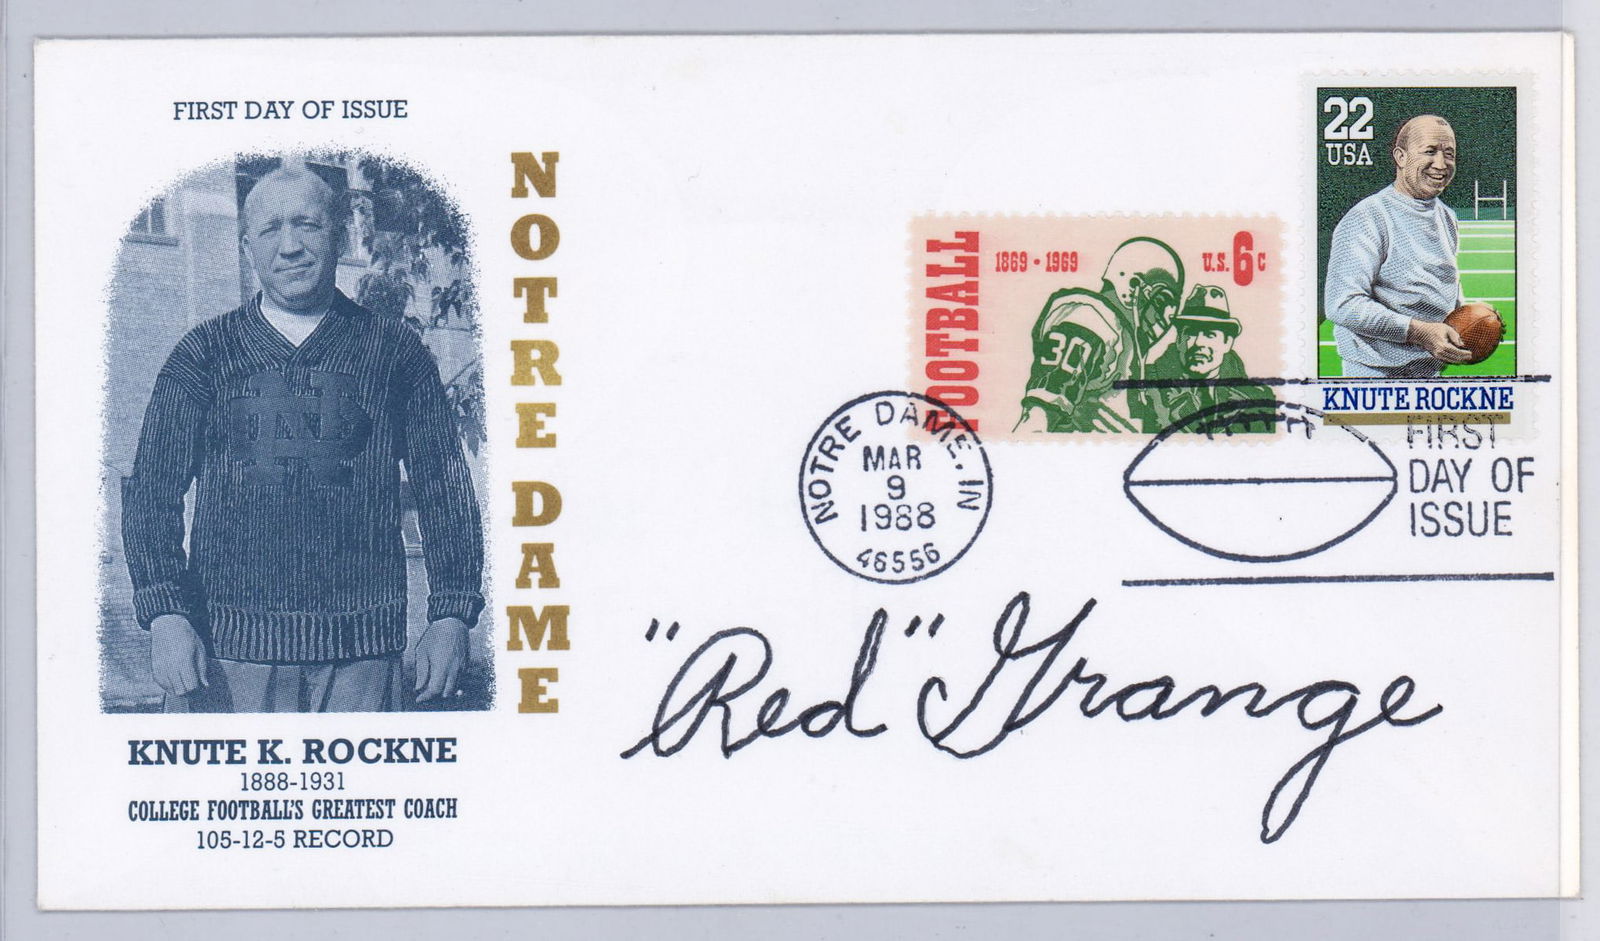 FIRST DAY OF ISSUE
NOTRE DAME
ND
KNUTE K. ROCKNE
1888-1931
COLLEGE FOOTBALL'S GREATEST COACH
105-12-5 RECORD
FOOTBALL
1869 • 1969
U.S. 6c
30
22
USA
KNUTE ROCKNE
NOTRE DAME, IN
MAR
9
1988
46556
FIRST
DAY OF
ISSUE
"Red" Grange